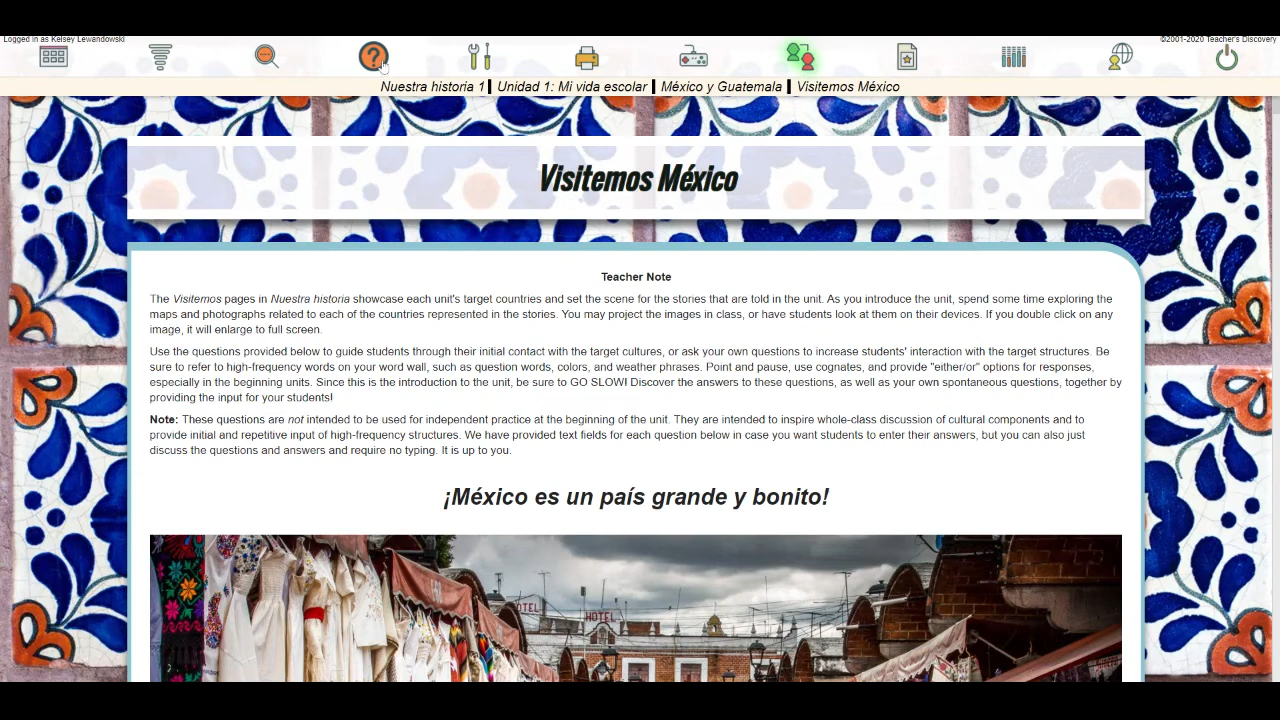 Logged in as Kelsey Lewandowski
©2001-2020 Teacher's Discovery
Nuestra historia 1 | Unidad 1: Mi vida escolar | México y Guatemala | Visitemos México
Visitemos México
Teacher Note
The Visitemos pages in Nuestra historia showcase each unit's target countries and set the scene for the stories that are told in the unit. As you introduce the unit, spend some time exploring the
maps and photographs related to each of the countries represented in the stories. You may project the images in class, or have students look at them on their devices. If you double click on any
image, it will enlarge to full screen.
Use the questions provided below to guide students through their initial contact with the target cultures, or ask your own questions to increase students' interaction with the target structures. Be
sure to refer to high-frequency words on your word wall, such as question words, colors, and weather phrases. Point and pause, use cognates, and provide "either/or" options for responses,
especially in the beginning units. Since this is the introduction to the unit, be sure to GO SLOW! Discover the answers to these questions, as well as your own spontaneous questions, together by
providing the input for your students!
Note: These questions are not intended to be used for independent practice at the beginning of the unit. They are intended to inspire whole-class discussion of cultural components and to
provide initial and repetitive input of high-frequency structures. We have provided text fields for each question below in case you want students to enter their answers, but you can also just
discuss the questions and answers and require no typing. It is up to you.
¡México es un país grande y bonito!
HOTEL
HOTEL